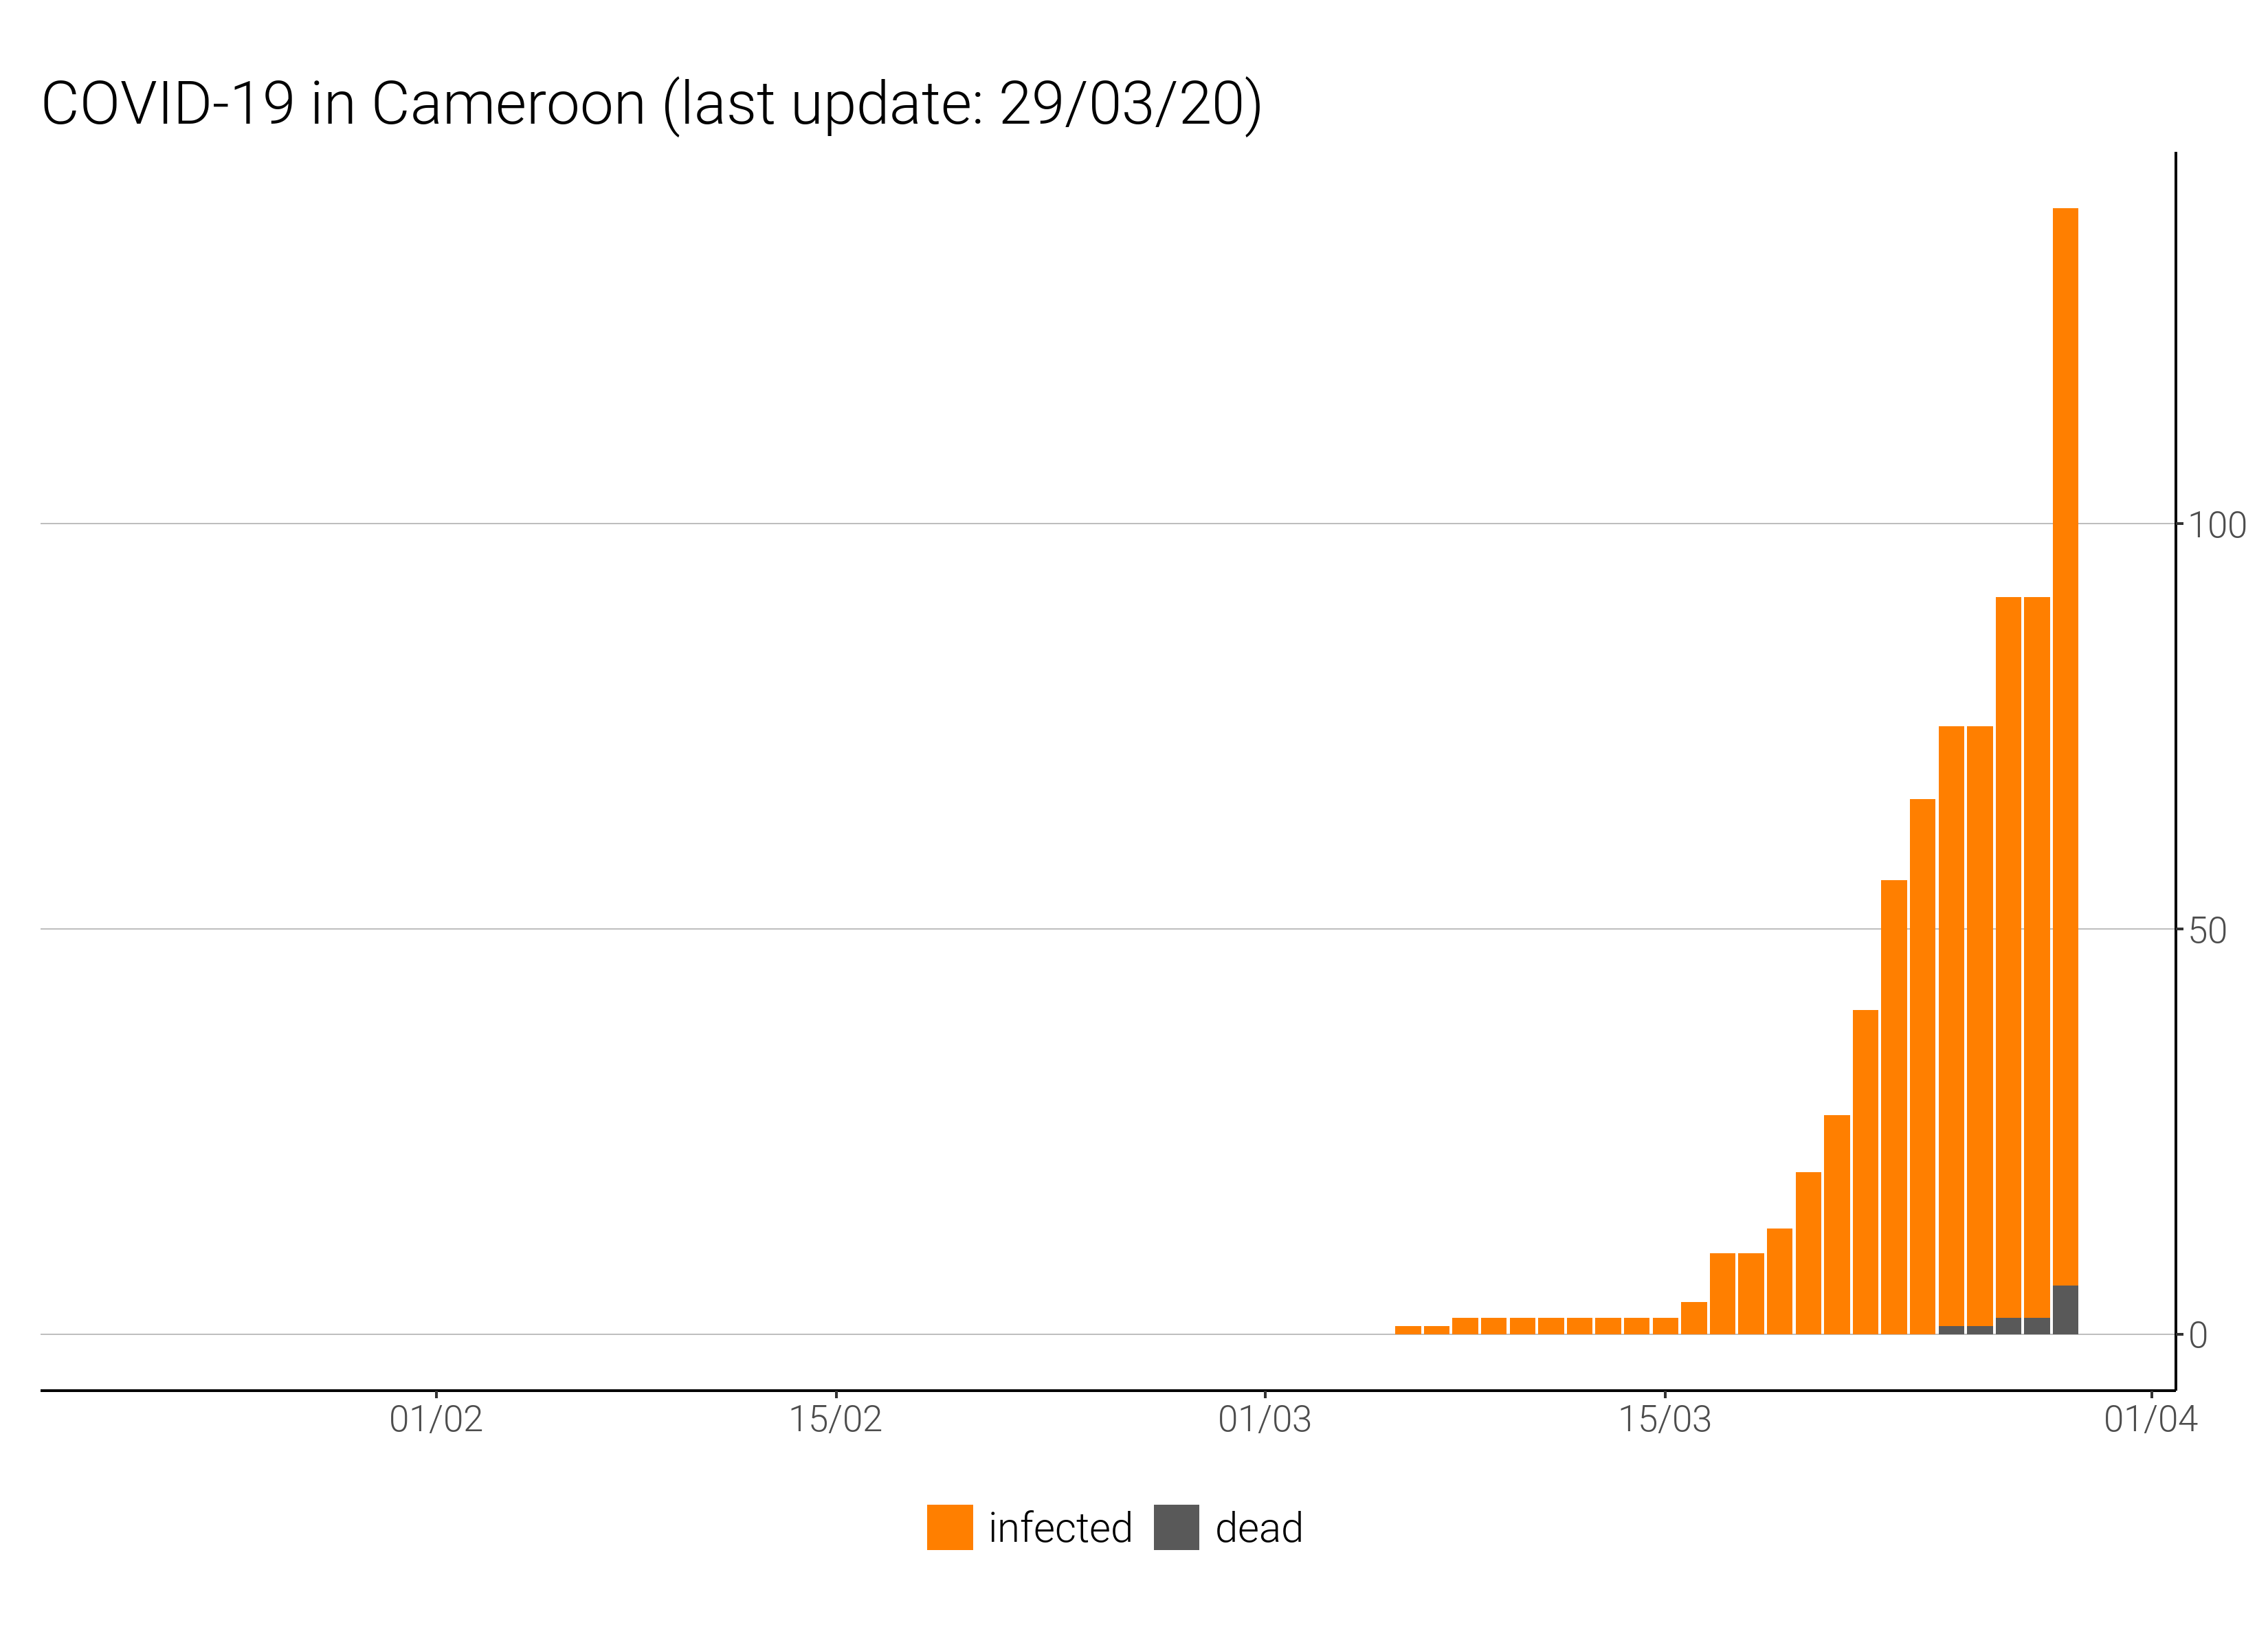 COVID-19 in Cameroon (last update: 29/03/20)
100
50
0
01/02 15/02 01/03 15/03 01/04
infected dead